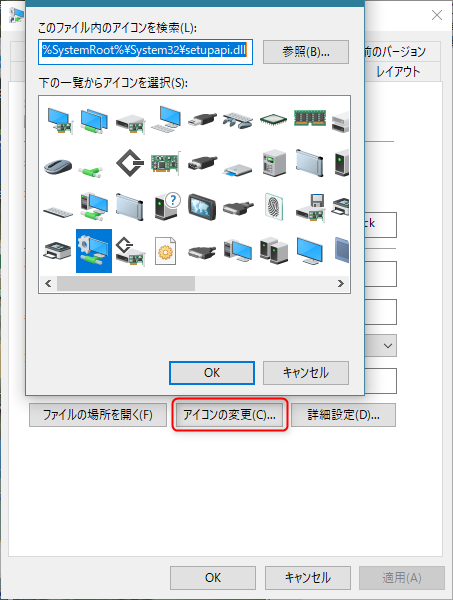 このファイル内のアイコンを検索(L):
%SystemRoot%¥System32¥setupapi.dll
参照(B)...
前のバージョン
レイアウト
下の一覧からアイコンを選択(S):
ck
OK
キャンセル
ファイルの場所を開く(F)
アイコンの変更(C)...
詳細設定(D)...
OK
キャンセル
適用(A)